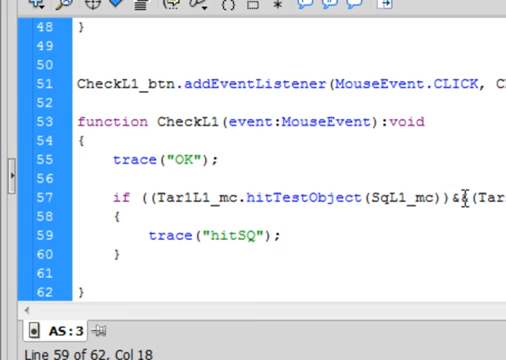 48 }
49
50
51 CheckL1_btn.addEventListener(MouseEvent.CLICK,
52
53 function CheckL1(event:MouseEvent):void
54 {
55 trace("OK");
56
57 if ((Tar1L1_mc.hitTestObject(SqL1_mc))&&(Tar
58 {
59 trace("hitSQ");
60 }
61
62 }
AS:3
Line 59 of 62, Col 18